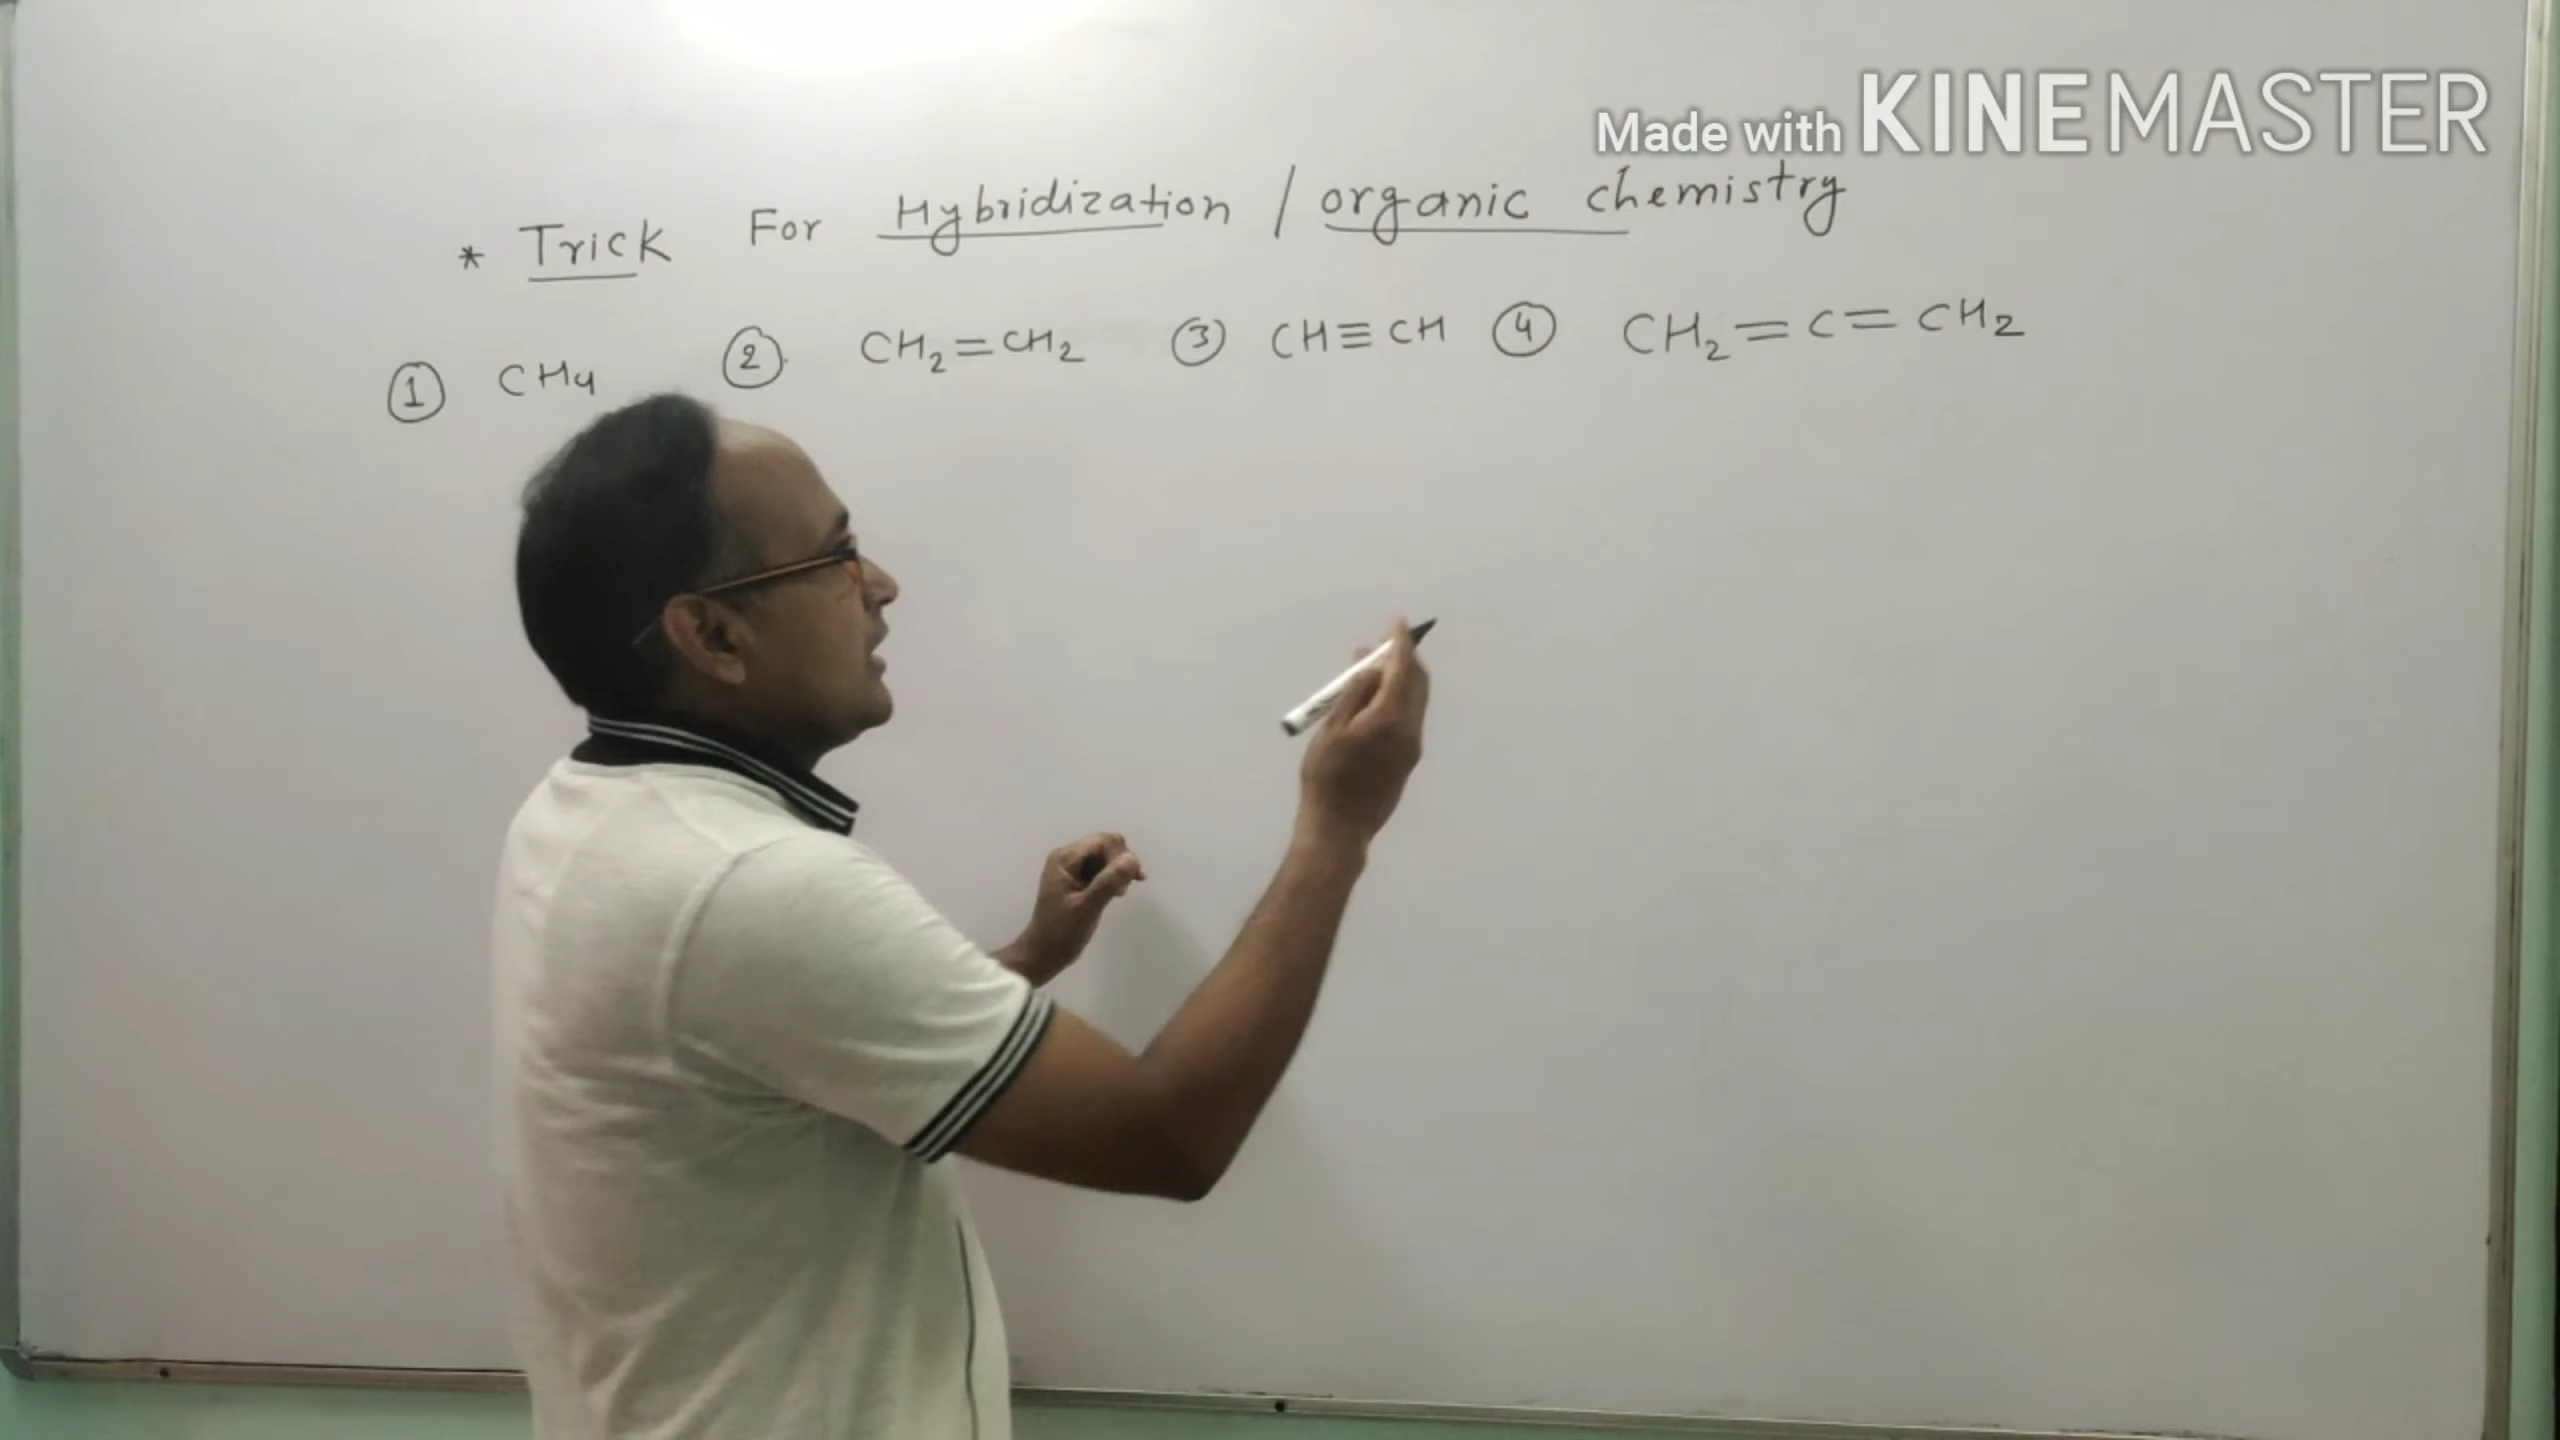 Made with KINEMASTER
* Trick For Hybridization / organic chemistry
① CH₄ ② CH₂=CH₂ ③ CH≡CH ④ CH₂=C=CH₂